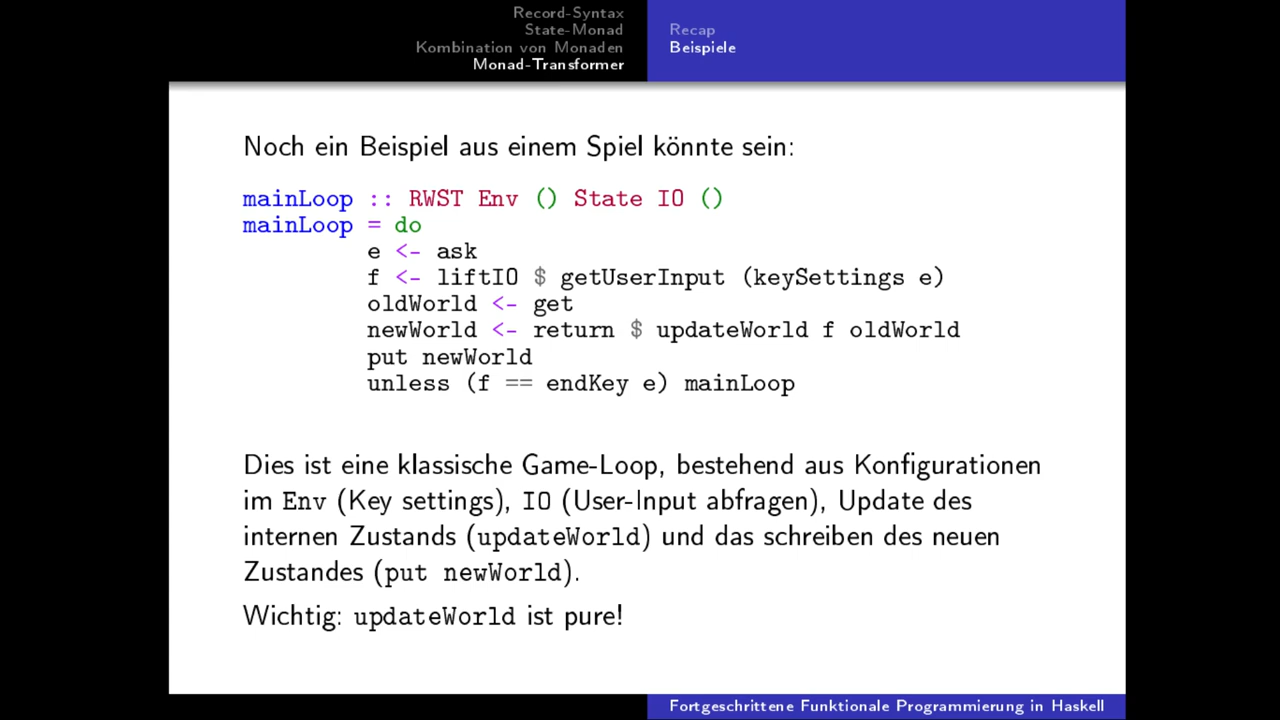 Record-Syntax
State-Monad
Kombination von Monaden
Monad-Transformer
Recap
Beispiele
Noch ein Beispiel aus einem Spiel könnte sein:
mainLoop :: RWST Env () State IO ()
mainLoop = do
e <- ask
f <- liftIO $ getUserInput (keySettings e)
oldWorld <- get
newWorld <- return $ updateWorld f oldWorld
put newWorld
unless (f == endKey e) mainLoop
Dies ist eine klassische Game-Loop, bestehend aus Konfigurationen
im Env (Key settings), IO (User-Input abfragen), Update des
internen Zustands (updateWorld) und das schreiben des neuen
Zustandes (put newWorld).
Wichtig: updateWorld ist pure!
Fortgeschrittene Funktionale Programmierung in Haskell